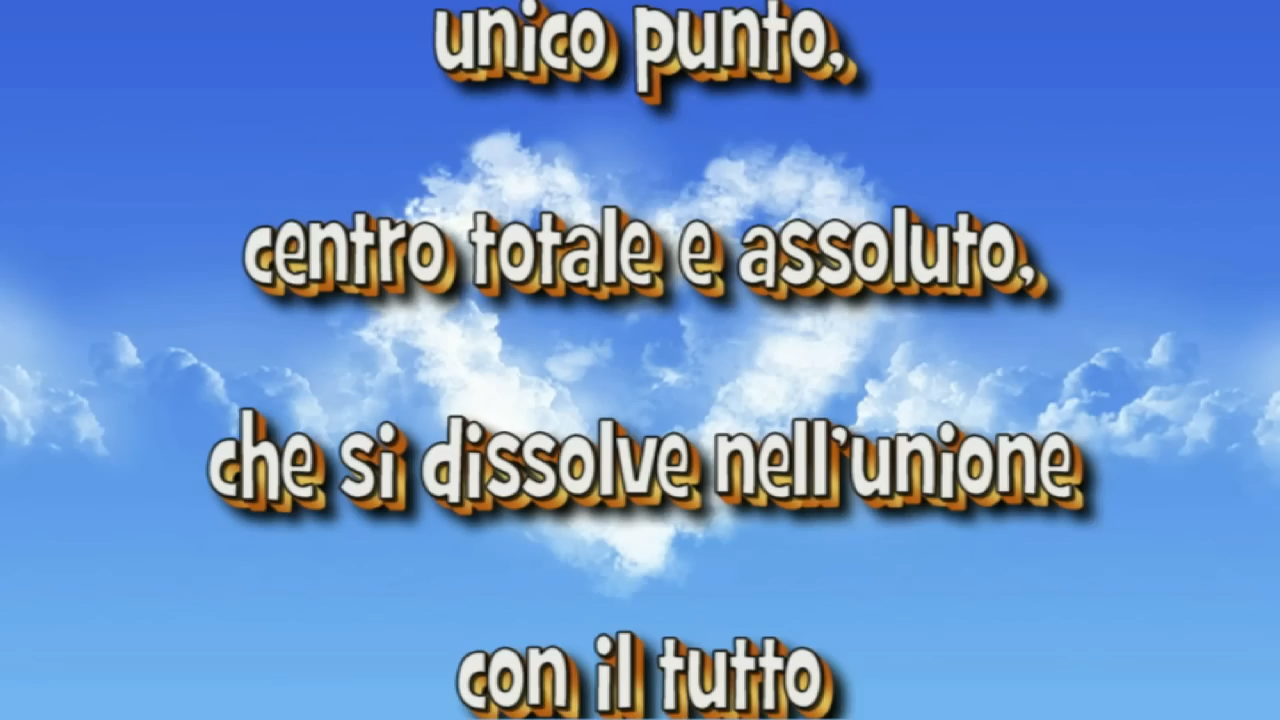 unico punto,
centro totale e assoluto,
che si dissolve nell'unione
con il tutto